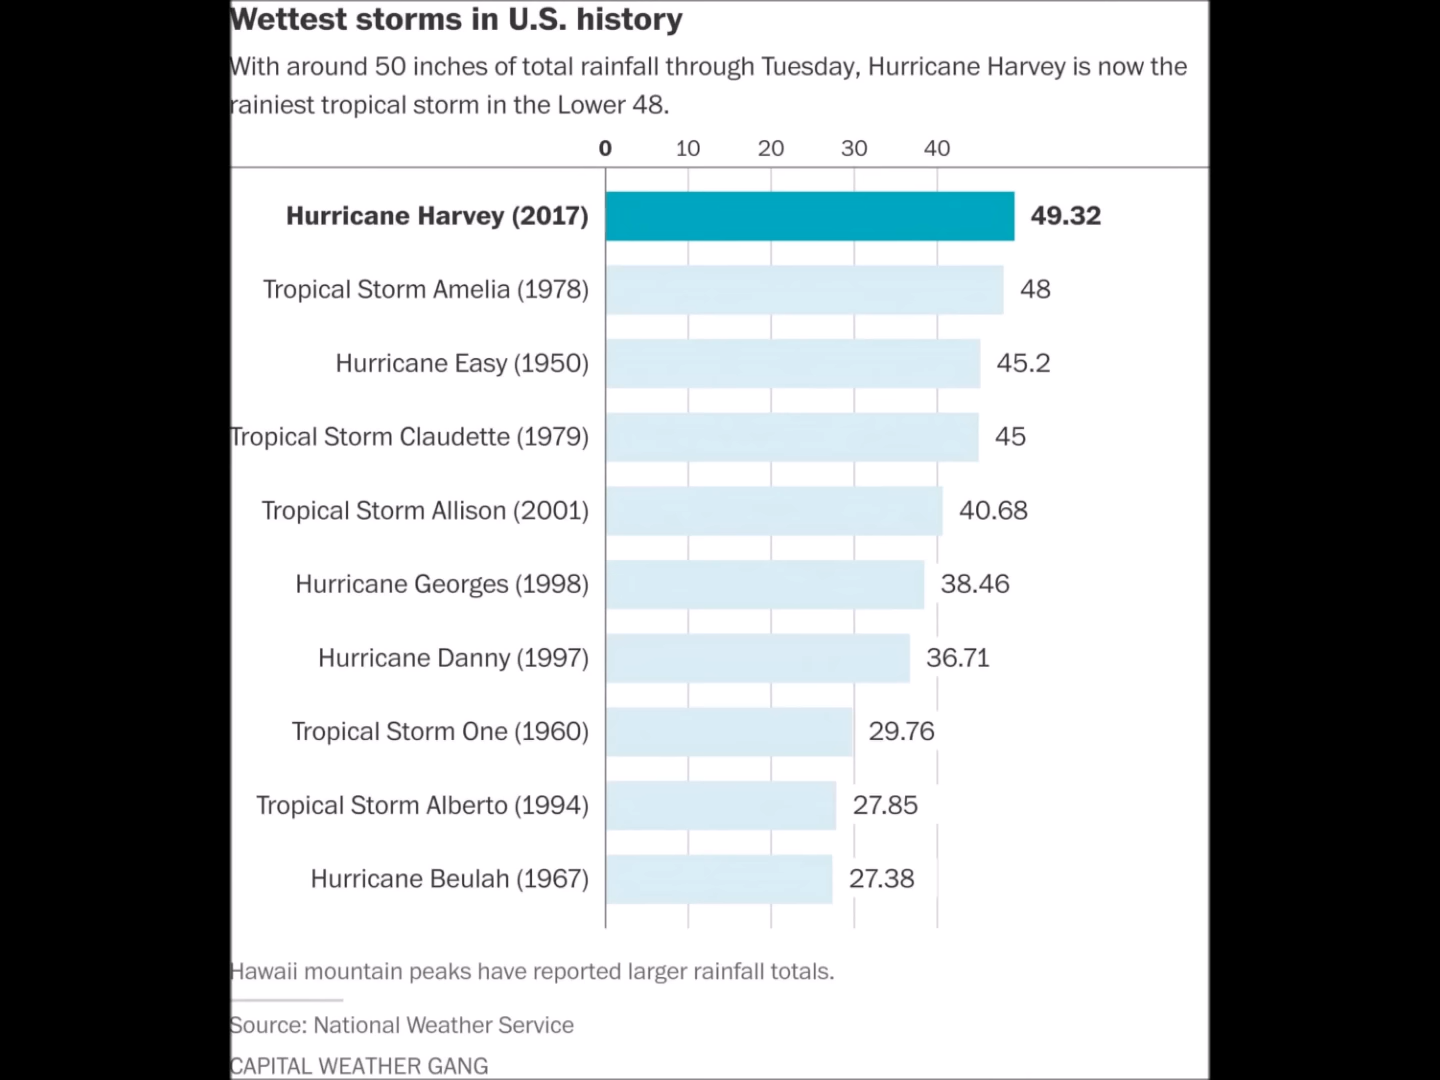 Wettest storms in U.S. history
With around 50 inches of total rainfall through Tuesday, Hurricane Harvey is now the
rainiest tropical storm in the Lower 48.
0 10 20 30 40
Hurricane Harvey (2017) 49.32
Tropical Storm Amelia (1978) 48
Hurricane Easy (1950) 45.2
Tropical Storm Claudette (1979) 45
Tropical Storm Allison (2001) 40.68
Hurricane Georges (1998) 38.46
Hurricane Danny (1997) 36.71
Tropical Storm One (1960) 29.76
Tropical Storm Alberto (1994) 27.85
Hurricane Beulah (1967) 27.38
Hawaii mountain peaks have reported larger rainfall totals.
Source: National Weather Service
CAPITAL WEATHER GANG